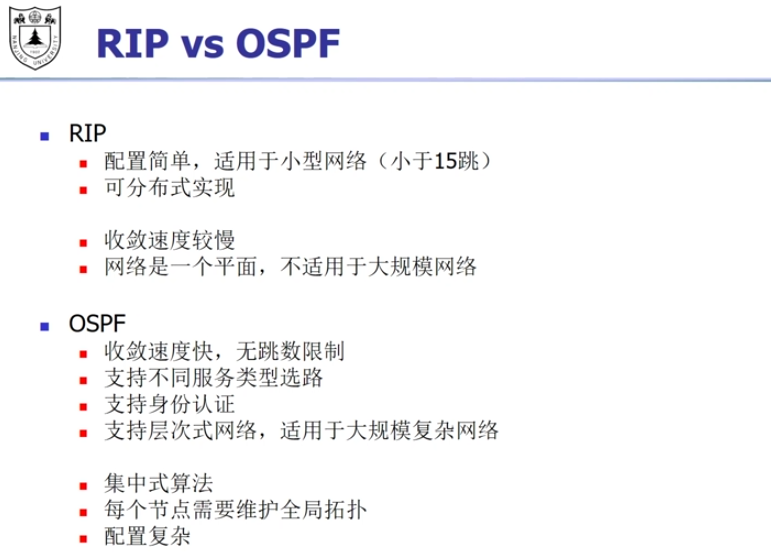 RIP vs OSPF
RIP
配置简单，适用于小型网络（小于15跳）
可分布式实现
收敛速度较慢
网络是一个平面，不适用于大规模网络
OSPF
收敛速度快，无跳数限制
支持不同服务类型选路
支持身份认证
支持层次式网络，适用于大规模复杂网络
集中式算法
每个节点需要维护全局拓扑
配置复杂